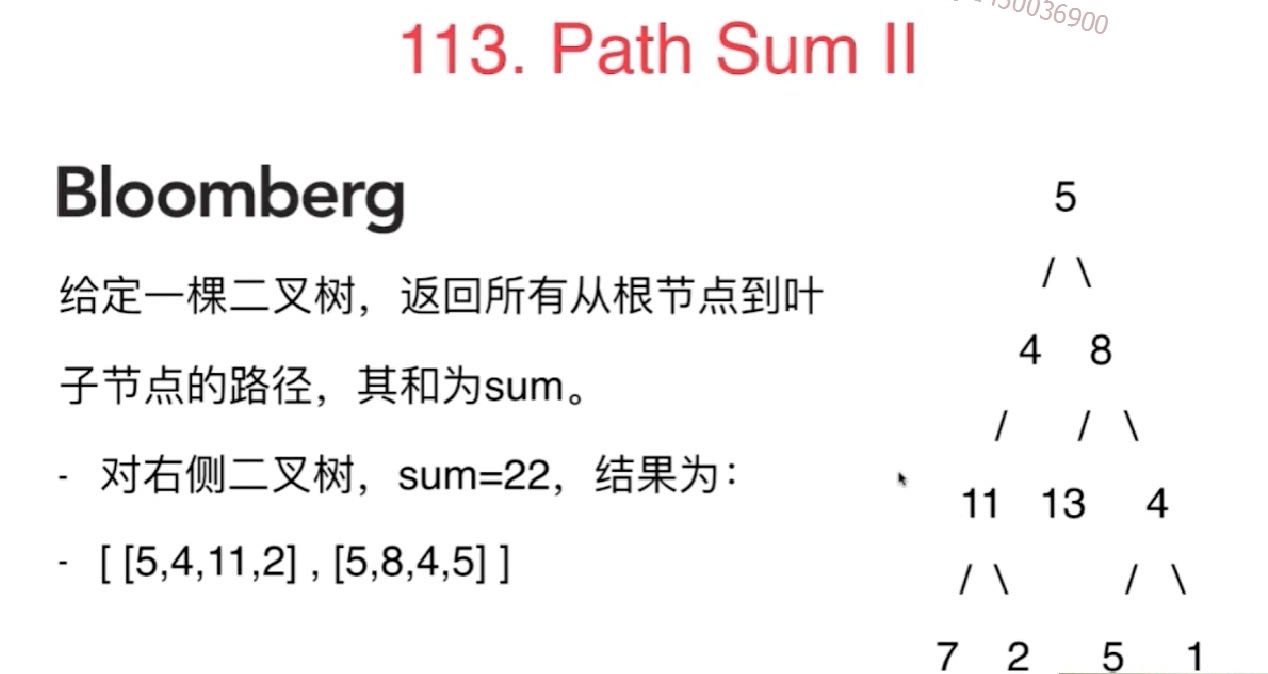 113. Path Sum II
Bloomberg
给定一棵二叉树，返回所有从根节点到叶
子节点的路径，其和为sum。
- 对右侧二叉树，sum=22，结果为：
- [ [5,4,11,2] , [5,8,4,5] ]
5
/ \
4 8
/ / \
11 13 4
/ \ / \
7 2 5 1